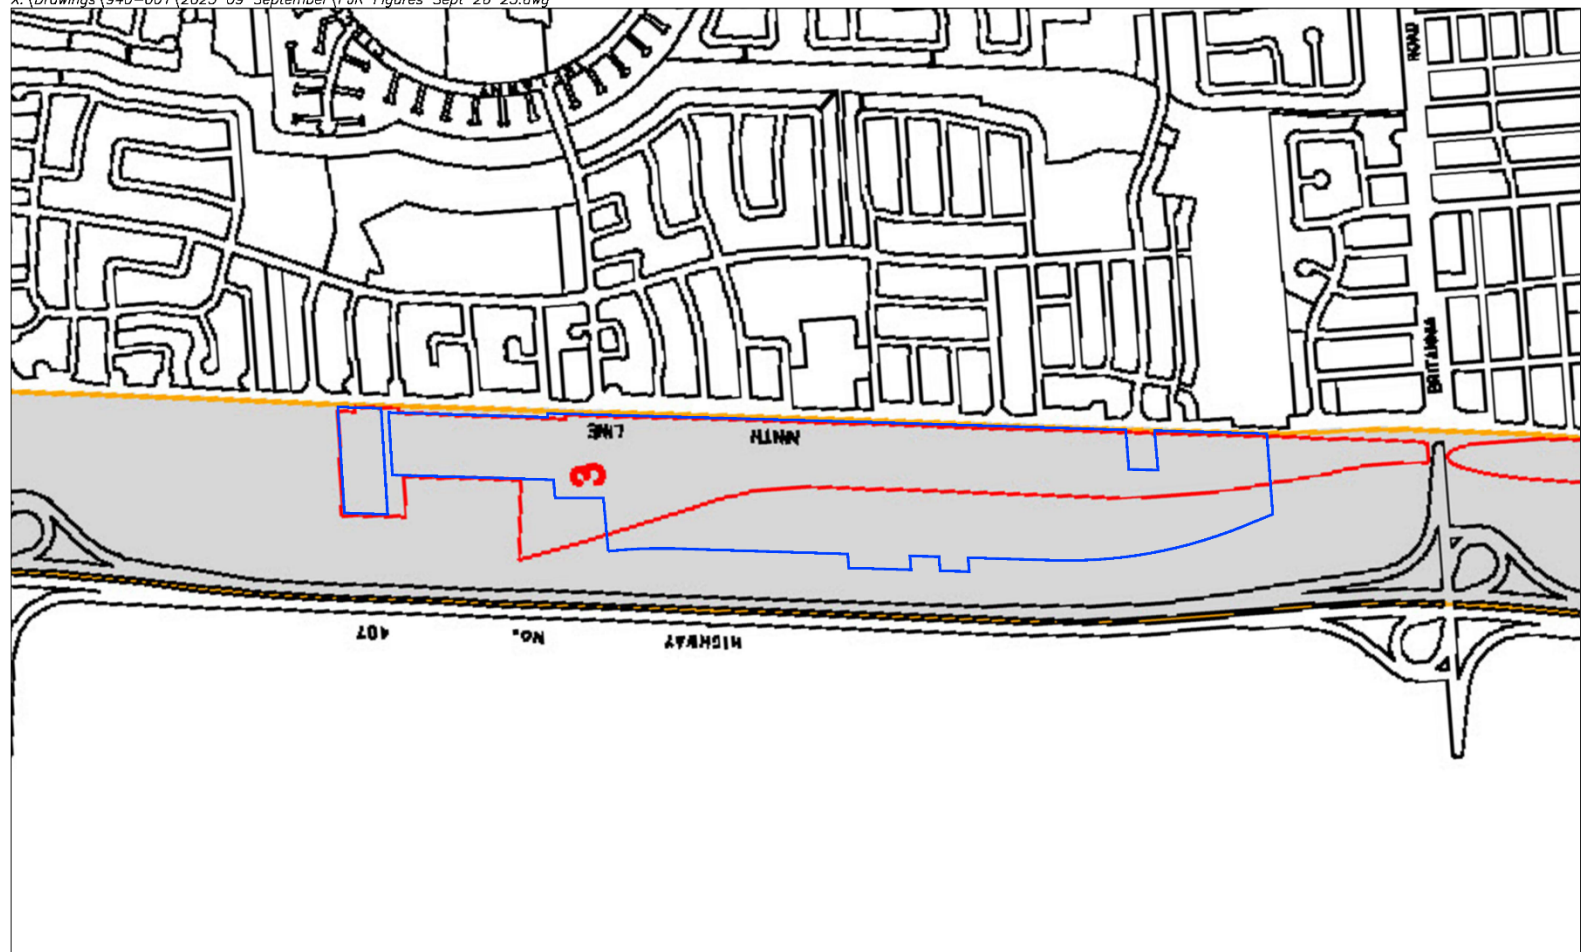 X:\Drawings\940-001\2023 09 September\FSR Figures Sept 20 23.dwg
ROAD
BRITANNIA
LINE
NINTH
3
407
NO.
HIGHWAY